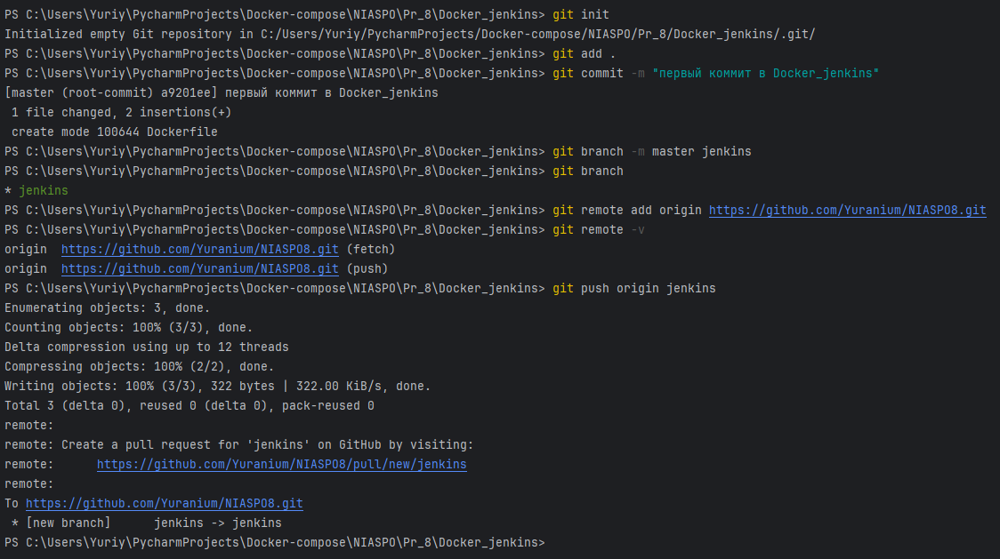 PS C:\Users\Yuriy\PycharmProjects\Docker-compose\NIASPO\Pr_8\Docker_jenkins> git init
Initialized empty Git repository in C:/Users/Yuriy/PycharmProjects/Docker-compose/NIASPO/Pr_8/Docker_jenkins/.git/
PS C:\Users\Yuriy\PycharmProjects\Docker-compose\NIASPO\Pr_8\Docker_jenkins> git add .
PS C:\Users\Yuriy\PycharmProjects\Docker-compose\NIASPO\Pr_8\Docker_jenkins> git commit -m "первый коммит в Docker_jenkins"
[master (root-commit) a9201ee] первый коммит в Docker_jenkins
 1 file changed, 2 insertions(+)
 create mode 100644 Dockerfile
PS C:\Users\Yuriy\PycharmProjects\Docker-compose\NIASPO\Pr_8\Docker_jenkins> git branch -m master jenkins
PS C:\Users\Yuriy\PycharmProjects\Docker-compose\NIASPO\Pr_8\Docker_jenkins> git branch
* jenkins
PS C:\Users\Yuriy\PycharmProjects\Docker-compose\NIASPO\Pr_8\Docker_jenkins> git remote add origin https://github.com/Yuranium/NIASPO8.git
PS C:\Users\Yuriy\PycharmProjects\Docker-compose\NIASPO\Pr_8\Docker_jenkins> git remote -v
origin  https://github.com/Yuranium/NIASPO8.git (fetch)
origin  https://github.com/Yuranium/NIASPO8.git (push)
PS C:\Users\Yuriy\PycharmProjects\Docker-compose\NIASPO\Pr_8\Docker_jenkins> git push origin jenkins
Enumerating objects: 3, done.
Counting objects: 100% (3/3), done.
Delta compression using up to 12 threads
Compressing objects: 100% (2/2), done.
Writing objects: 100% (3/3), 322 bytes | 322.00 KiB/s, done.
Total 3 (delta 0), reused 0 (delta 0), pack-reused 0
remote:
remote: Create a pull request for 'jenkins' on GitHub by visiting:
remote:      https://github.com/Yuranium/NIASPO8/pull/new/jenkins
remote:
To https://github.com/Yuranium/NIASPO8.git
 * [new branch]      jenkins -> jenkins
PS C:\Users\Yuriy\PycharmProjects\Docker-compose\NIASPO\Pr_8\Docker_jenkins>